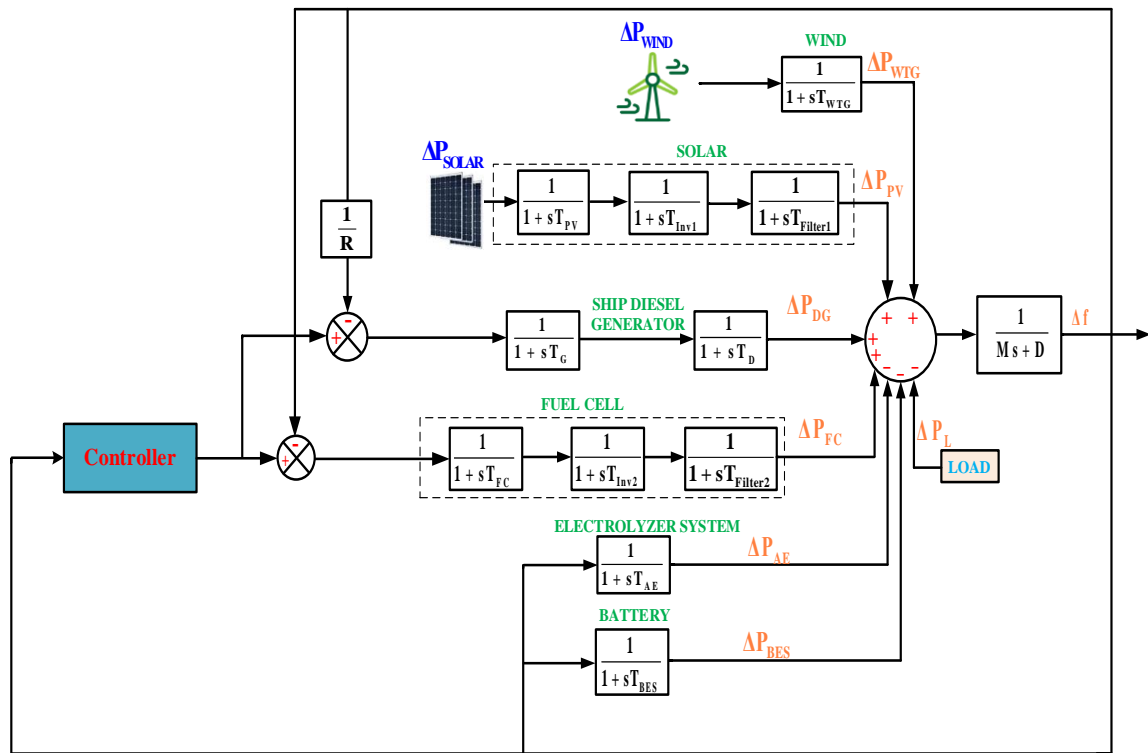 ΔP_WIND
WIND
1
1 + sT_WTG
ΔP_WTG
ΔP_SOLAR
SOLAR
1
1 + sT_PV
1
1 + sT_Inv1
1
1 + sT_Filter1
ΔP_PV
1
R
-
+
SHIP DIESEL
GENERATOR
1
1 + sT_G
1
1 + sT_D
ΔP_DG
+ +
+
+
- - -
1
M s + D
Δf
Controller
-
+
FUEL CELL
1
1 + sT_FC
1
1 + sT_Inv2
1
1 + sT_Filter2
ΔP_FC
ΔP_L
LOAD
ELECTROLYZER SYSTEM
1
1 + sT_AE
ΔP_AE
BATTERY
1
1 + sT_BES
ΔP_BES